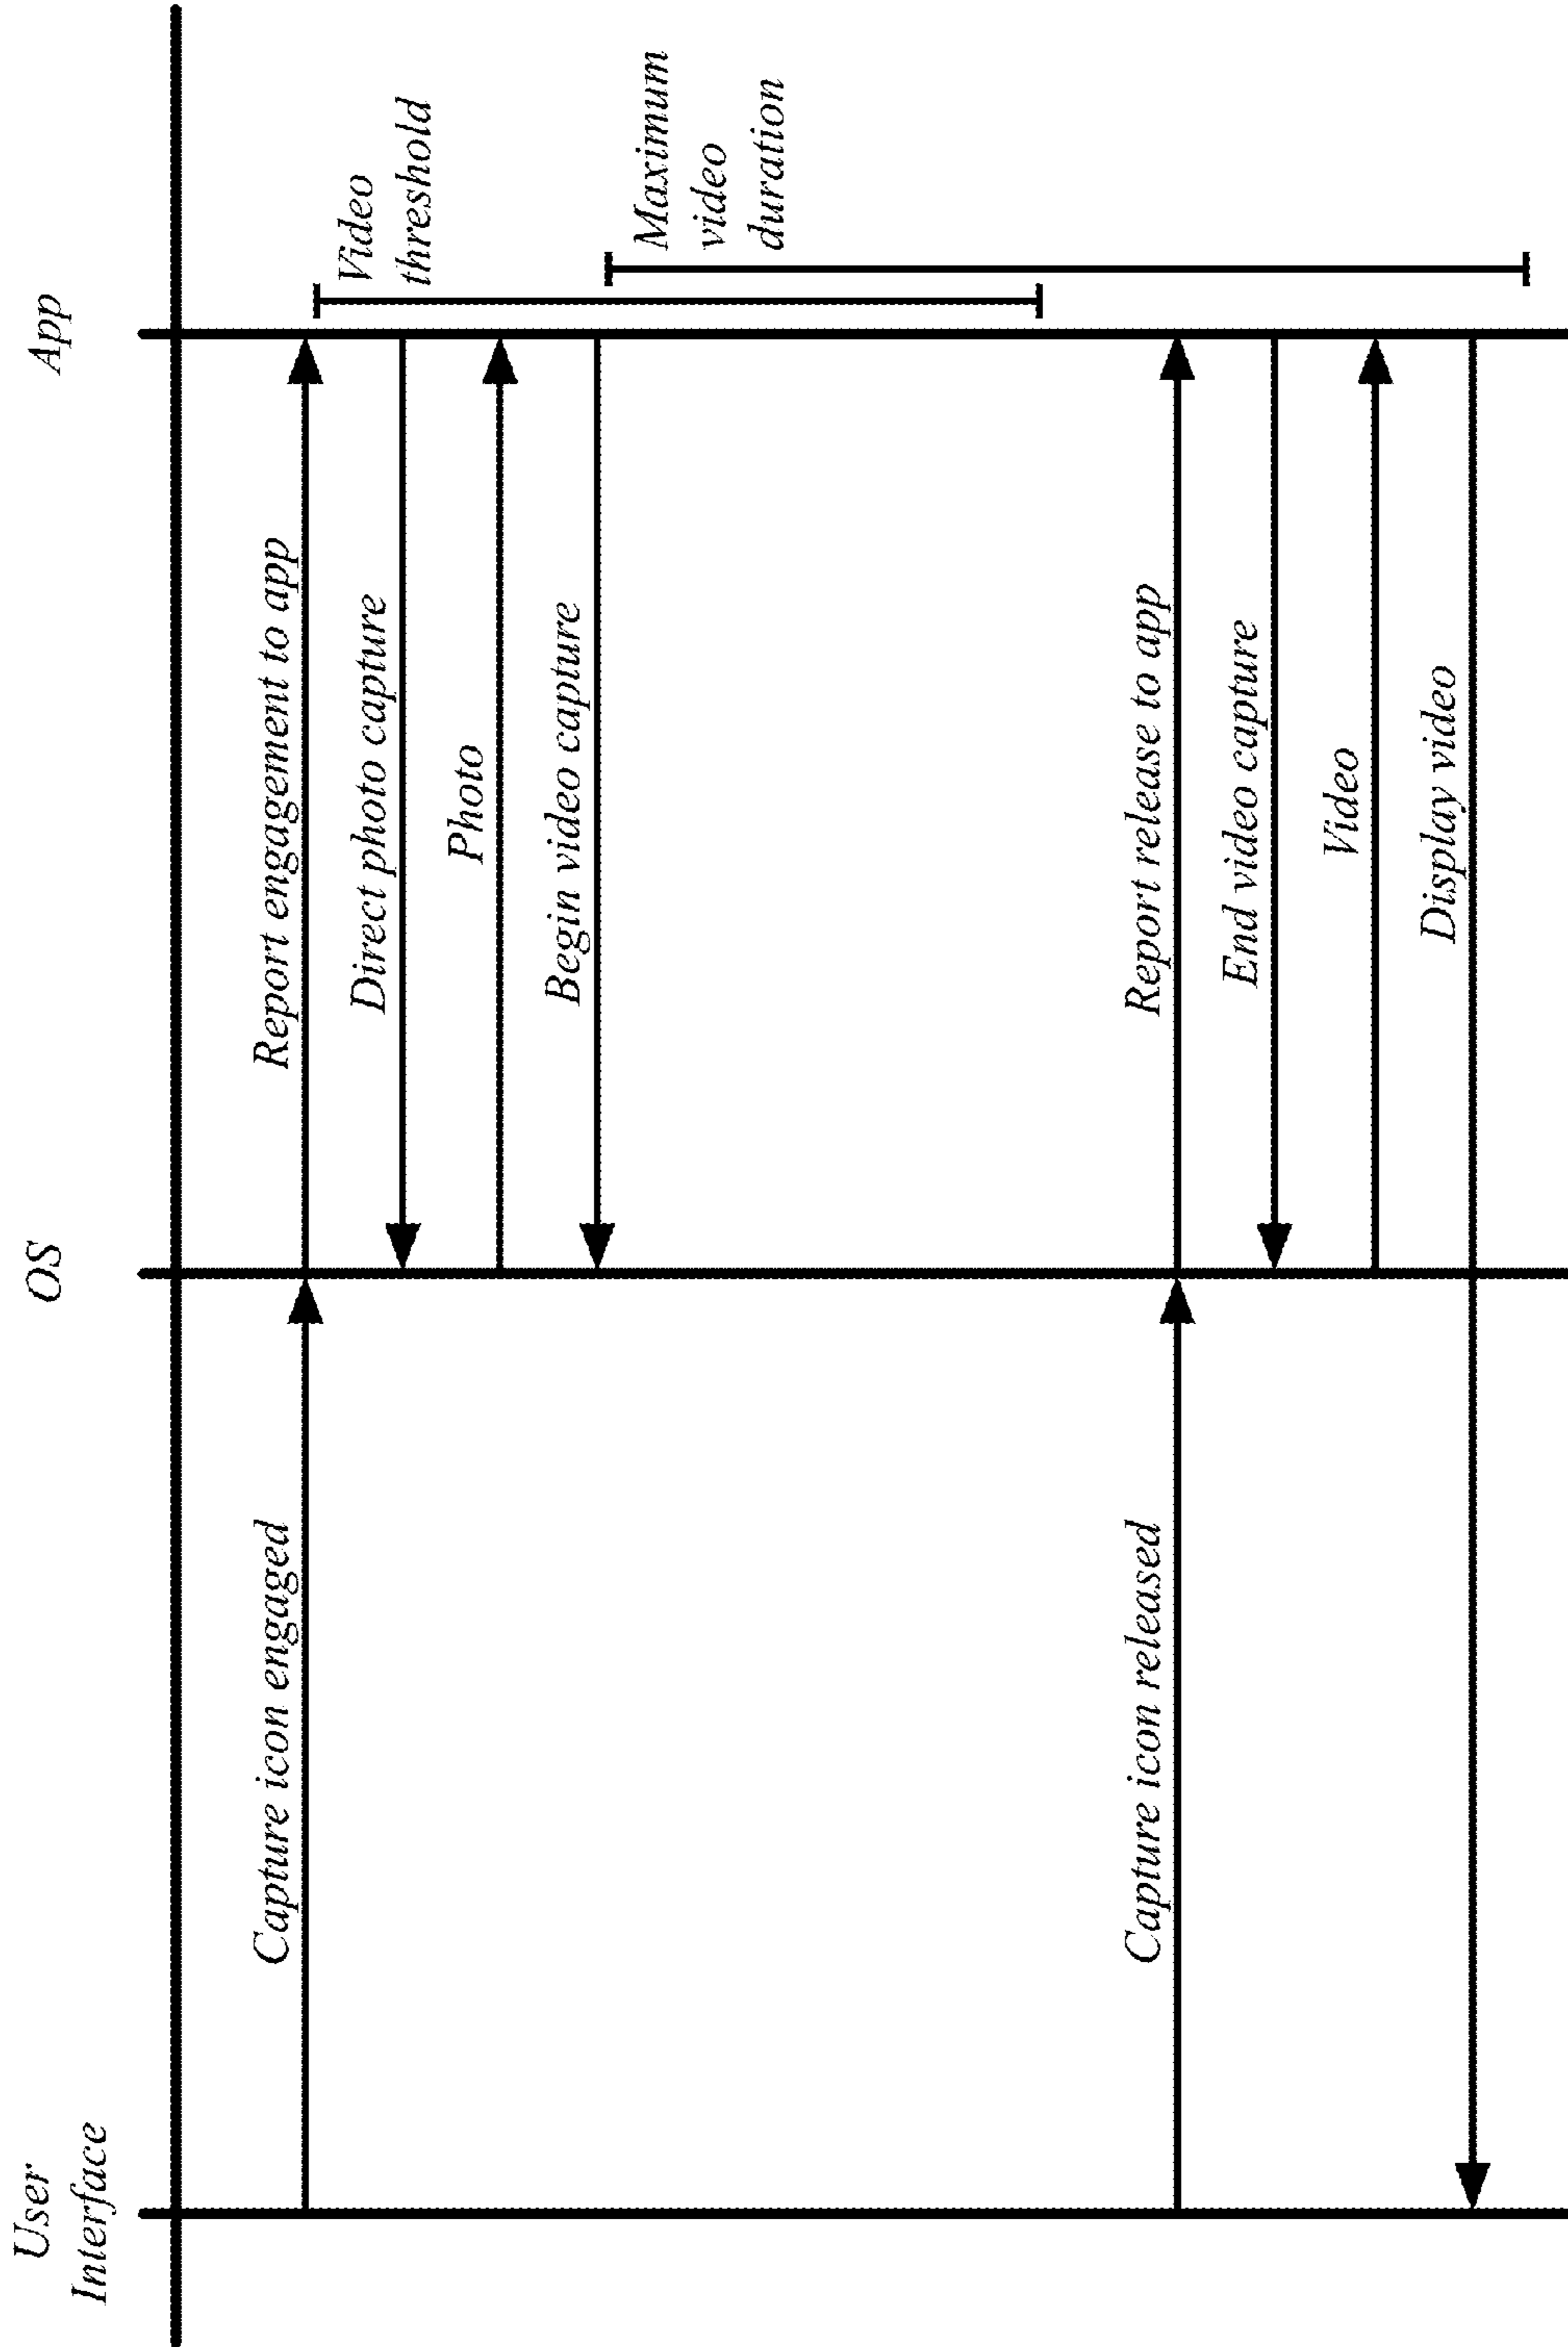 User
Interface
OS
App
Capture icon engaged
Report engagement to app
Video
threshold
Direct photo capture
Photo
Begin video capture
Maximum
video
duration
Capture icon released
Report release to app
End video capture
Video
Display video